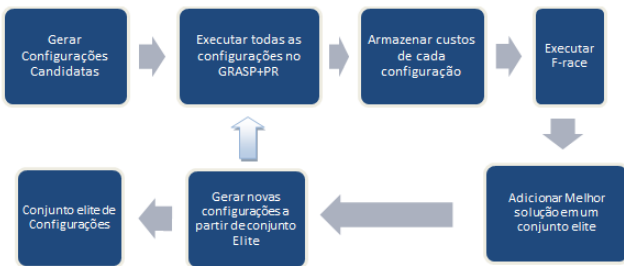 Gerar
Configurações
Candidatas
Executar todas as
configurações no
GRASP+PR
Armazenar custos
de cada
configuração
Executar
F-race
Adicionar Melhor
solução em um
conjunto elite
Gerar novas
configurações a
partir de conjunto
Elite
Conjunto elite de
Configurações